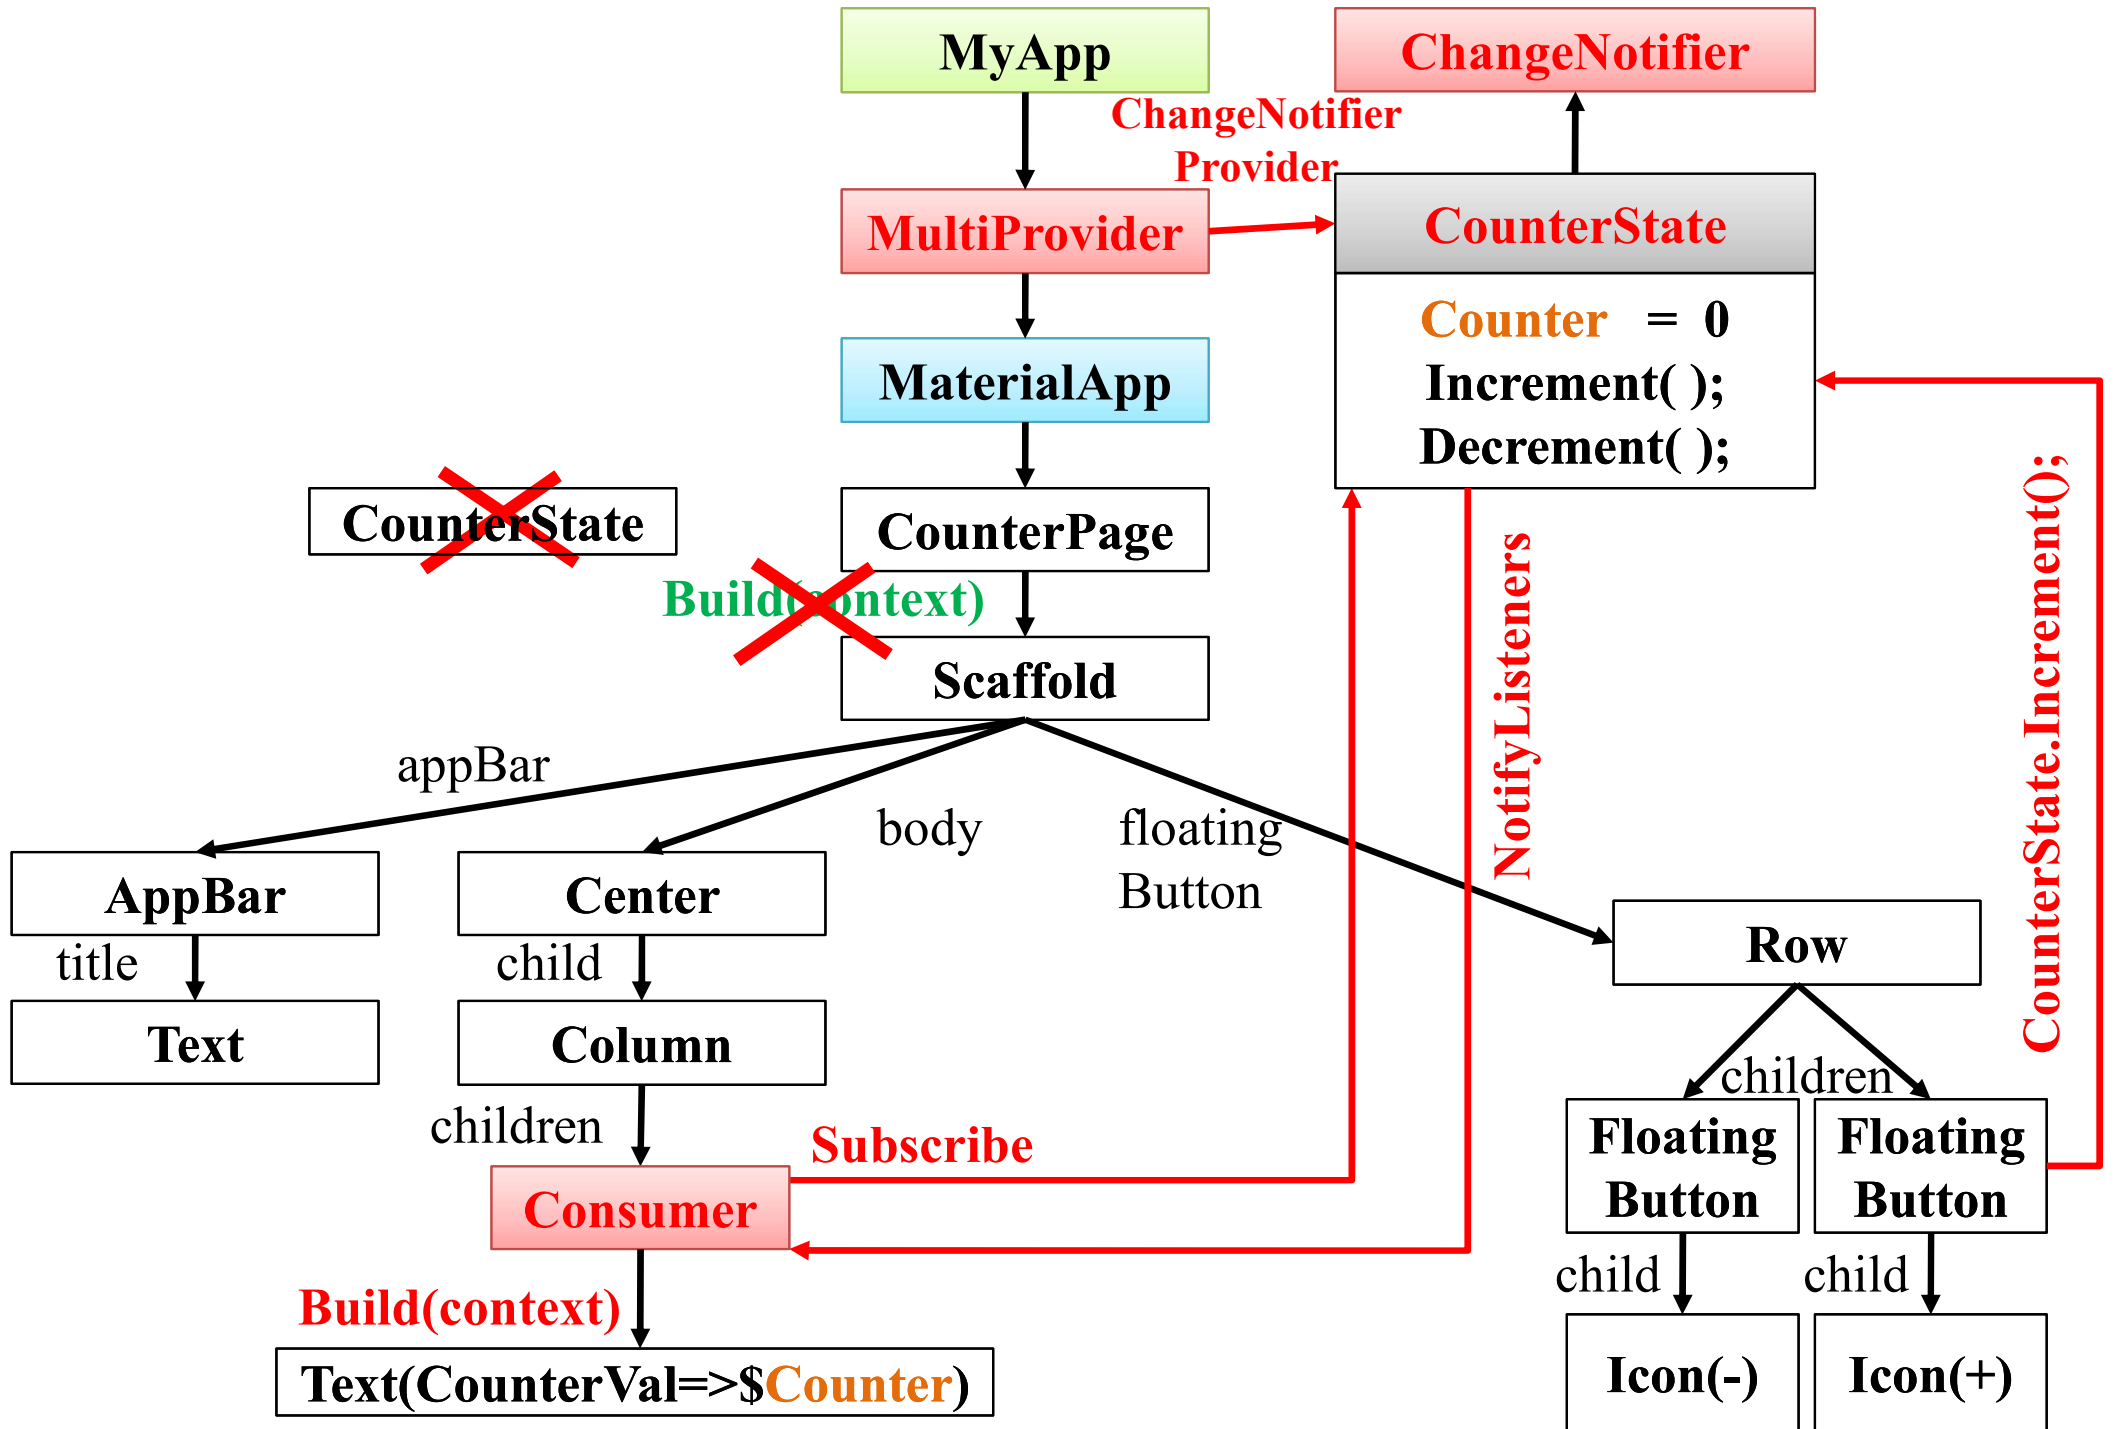 MyApp
ChangeNotifier
ChangeNotifier
Provider
MultiProvider
CounterState
Counter = 0
Increment( );
Decrement( );
MaterialApp
CounterState
CounterPage
Build(context)
Scaffold
NotifyListeners
CounterState.Increment();
appBar
body
floating
Button
AppBar
Center
Row
title
child
Text
Column
children
children
Floating
Button
Floating
Button
Subscribe
Consumer
child
child
Build(context)
Text(CounterVal=>$Counter)
Icon(-)
Icon(+)